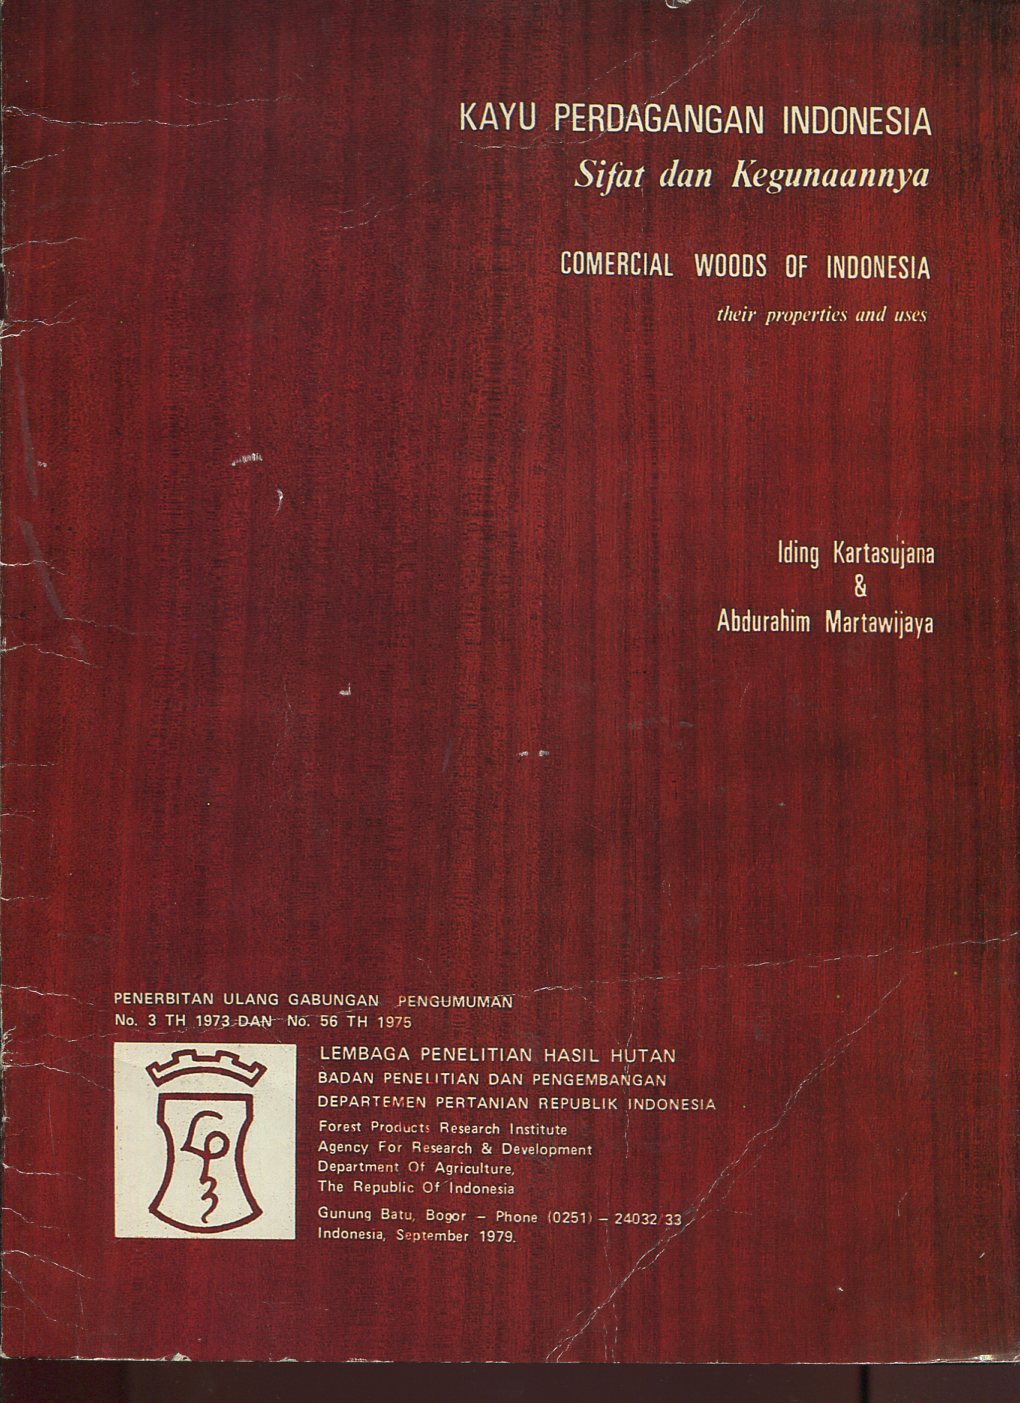 KAYU PERDAGANGAN INDONESIA
Sifat dan Kegunaannya
COMERCIAL WOODS OF INDONESIA
their properties and uses
Iding Kartasujana
&
Abdurahim Martawijaya
PENERBITAN ULANG GABUNGAN PENGUMUMAN
No. 3 TH 1973 DAN No. 56 TH 1975
LEMBAGA PENELITIAN HASIL HUTAN
BADAN PENELITIAN DAN PENGEMBANGAN
DEPARTEMEN PERTANIAN REPUBLIK INDONESIA
Forest Products Research Institute
Agency For Research & Development
Department Of Agriculture,
The Republic Of Indonesia
Gunung Batu, Bogor – Phone (0251) – 24032/33
Indonesia, September 1979.